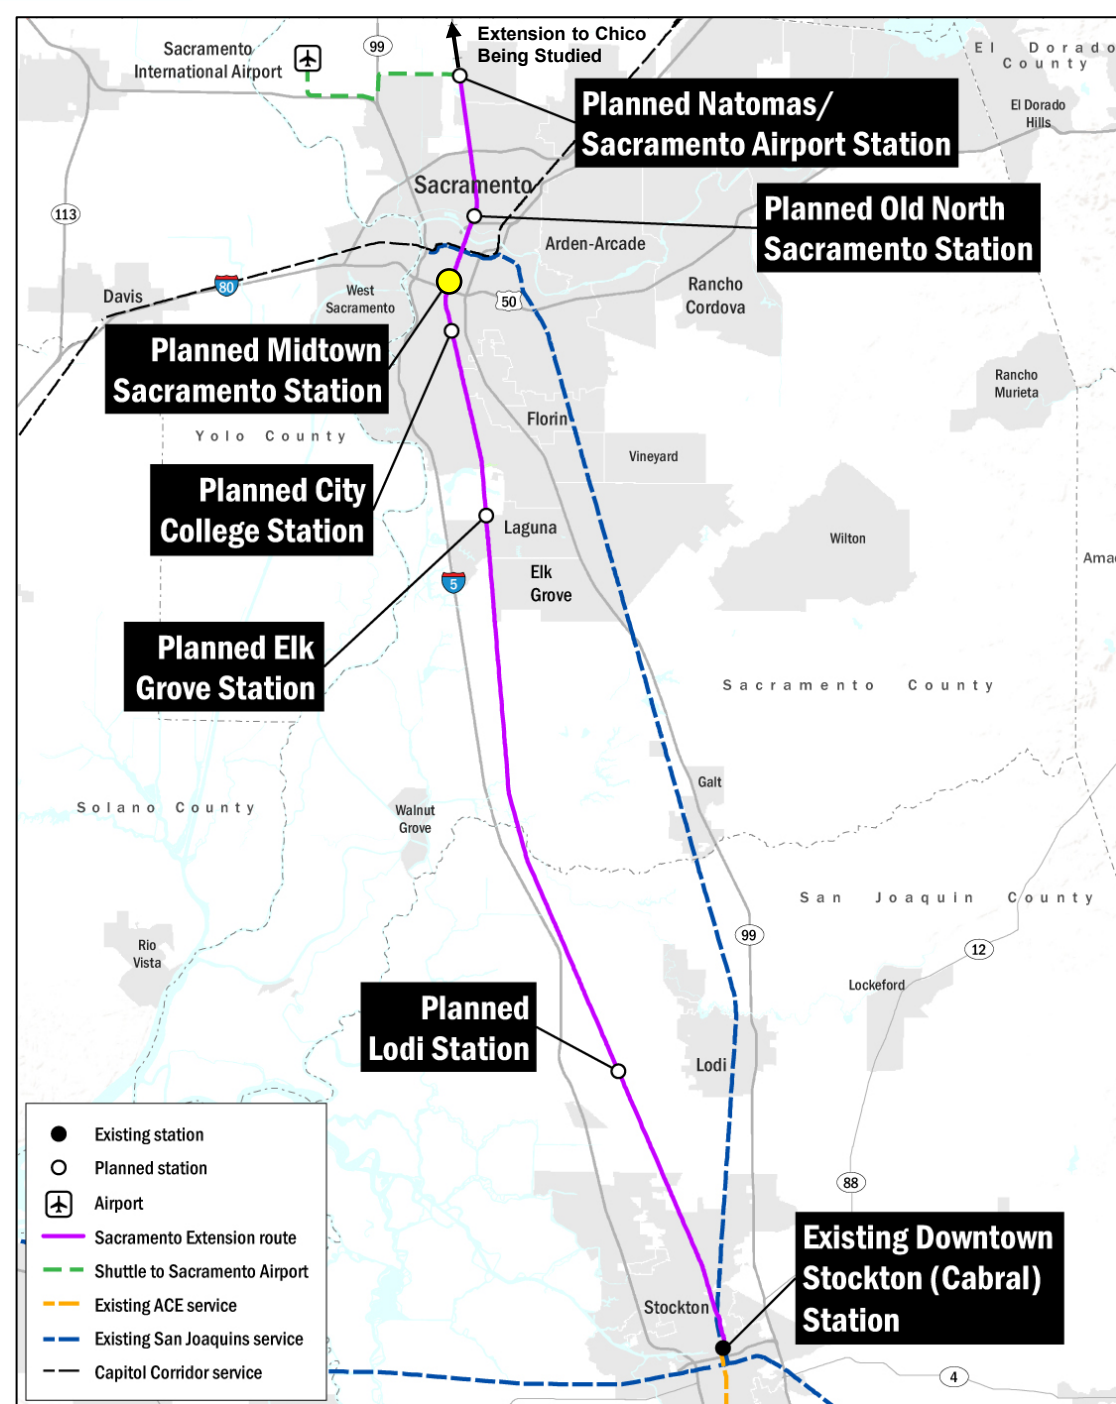 Extension to Chico
Being Studied
Sacramento
International Airport
99
El Dorado
County
El Dorado
Hills
Planned Natomas/
Sacramento Airport Station
Sacramento
113
Planned Old North
Sacramento Station
Arden-Arcade
80
Davis
West
Sacramento
50
Rancho
Cordova
Planned Midtown
Sacramento Station
Rancho
Murieta
Florin
Yolo County
Vineyard
Planned City
College Station
Laguna
Wilton
Ama
Elk
Grove
5
Planned Elk
Grove Station
Sacramento County
Galt
Solano County
Walnut
Grove
San Joaquin County
99
12
Rio
Vista
Lockeford
Planned
Lodi Station
Lodi
88
Existing station
Planned station
Airport
Sacramento Extension route
Shuttle to Sacramento Airport
Existing ACE service
Existing San Joaquins service
Capitol Corridor service
Existing Downtown
Stockton (Cabral)
Station
Stockton
4